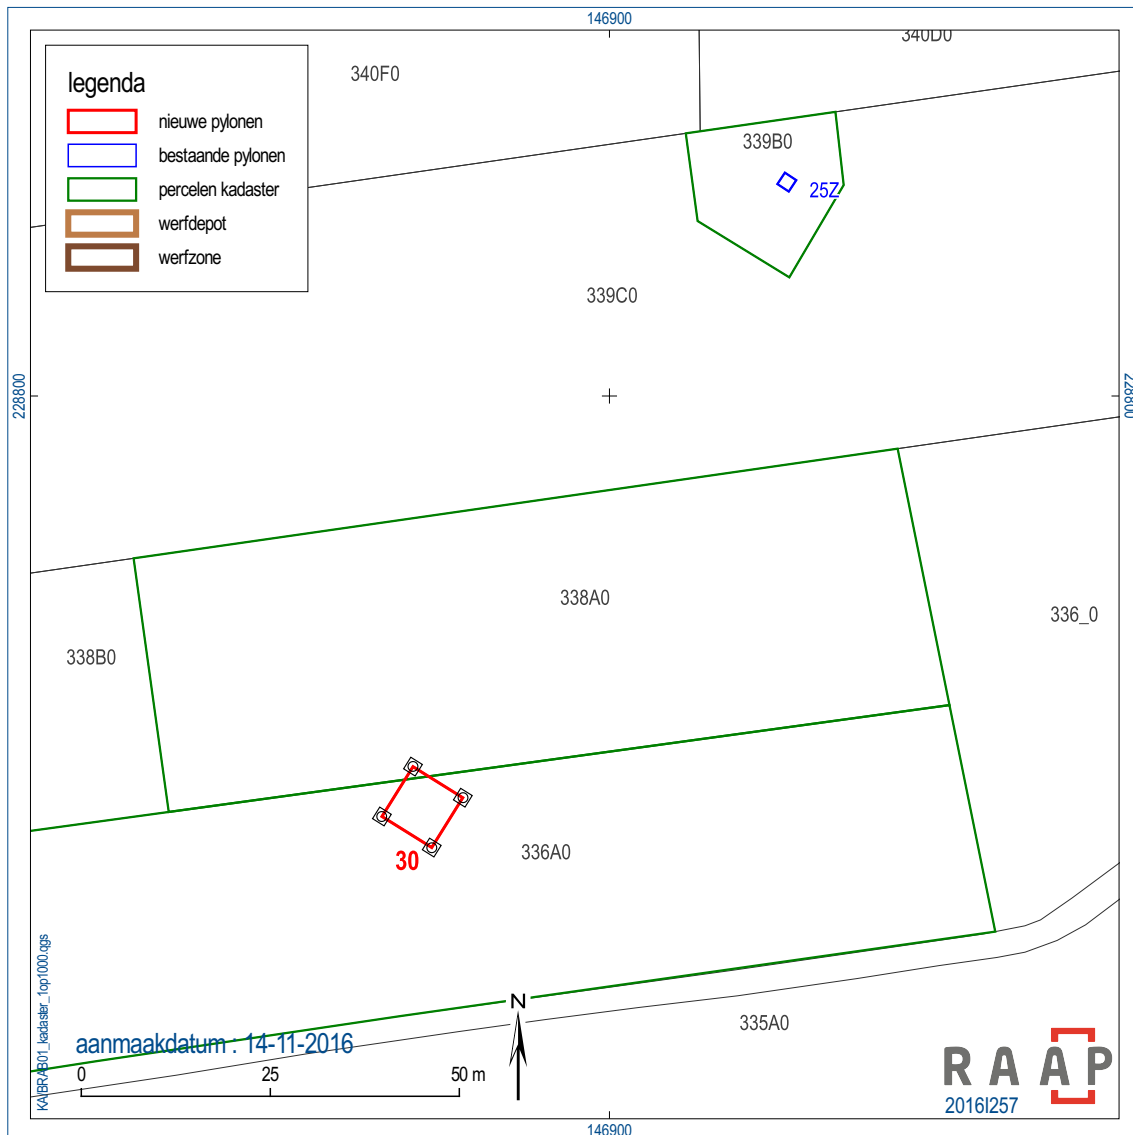 146900
340F0
340D0
legenda
nieuwe pylonen
bestaande pylonen
percelen kadaster
werfdepot
werfzone
339B0
25Z
339C0
228800
228800
338A0
336_0
338B0
30
336A0
335A0
N
KAIBRAB01_kadaster_1op1000.qgs
aanmaakdatum : 14-11-2016
0 25 50 m
RAAP
2016I257
146900